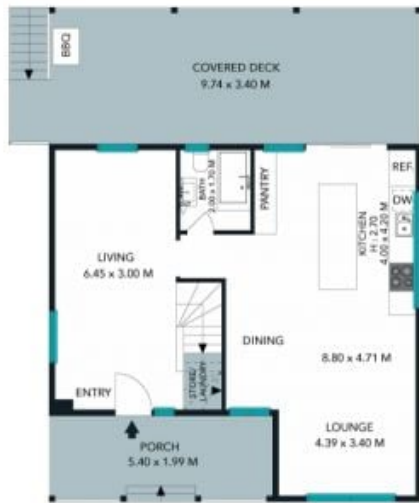 BBQ
COVERED DECK
9.74 x 3.40 M
REF.
DW
BATH
2.00 x 1.70 M
PANTRY
KITCHEN
H : 2.70
4.00 x 4.20 M
LIVING
6.45 x 3.00 M
DINING
8.80 x 4.71 M
STORE/
LAUNDRY
ENTRY
LOUNGE
4.39 x 3.40 M
PORCH
5.40 x 1.99 M